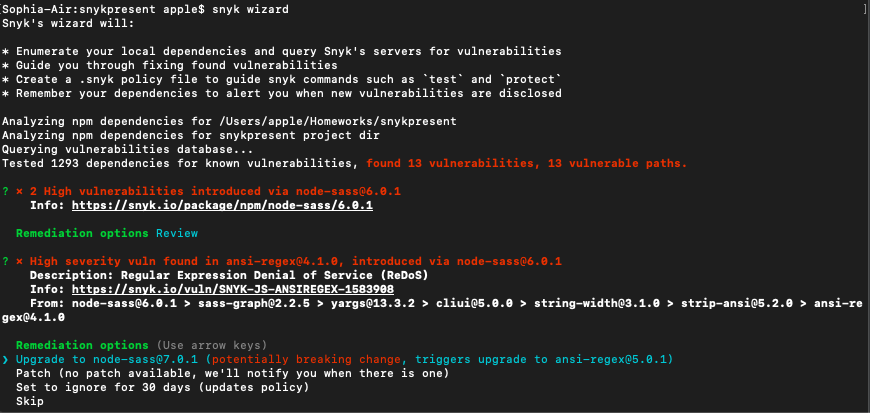 [Sophia-Air:snykpresent apple$ snyk wizard ]
Snyk's wizard will:
* Enumerate your local dependencies and query Snyk's servers for vulnerabilities
* Guide you through fixing found vulnerabilities
* Create a .snyk policy file to guide snyk commands such as `test` and `protect`
* Remember your dependencies to alert you when new vulnerabilities are disclosed
Analyzing npm dependencies for /Users/apple/Homeworks/snykpresent
Analyzing npm dependencies for snykpresent project dir
Querying vulnerabilities database...
Tested 1293 dependencies for known vulnerabilities, found 13 vulnerabilities, 13 vulnerable paths.
? × 2 High vulnerabilities introduced via node-sass@6.0.1
Info: https://snyk.io/package/npm/node-sass/6.0.1
Remediation options Review
? × High severity vuln found in ansi-regex@4.1.0, introduced via node-sass@6.0.1
Description: Regular Expression Denial of Service (ReDoS)
Info: https://snyk.io/vuln/SNYK-JS-ANSIREGEX-1583908
From: node-sass@6.0.1 > sass-graph@2.2.5 > yargs@13.3.2 > cliui@5.0.0 > string-width@3.1.0 > strip-ansi@5.2.0 > ansi-re
gex@4.1.0
Remediation options (Use arrow keys)
❯ Upgrade to node-sass@7.0.1 (potentially breaking change, triggers upgrade to ansi-regex@5.0.1)
Patch (no patch available, we'll notify you when there is one)
Set to ignore for 30 days (updates policy)
Skip